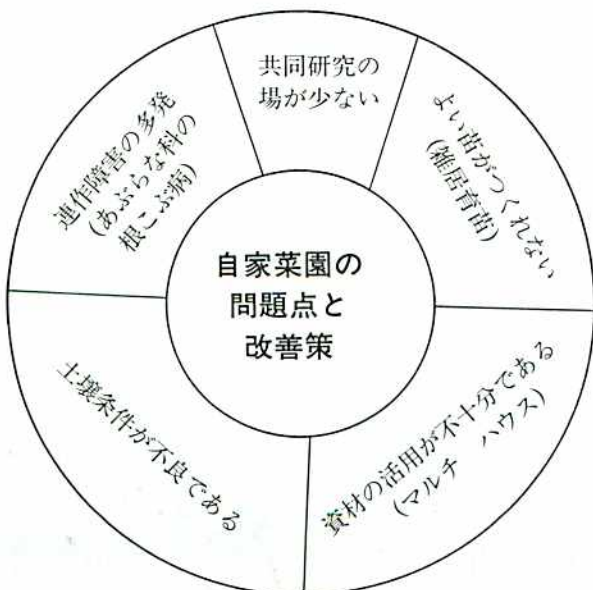 共同研究の
場が少ない
よい苗がつくれない
(雑居育苗)
資材の活用が不十分である
(マルチ　ハウス)
土壌条件が不良である
連作障害の多発
(あぶらな科の
根こぶ病)
自家菜園の
問題点と
改善策